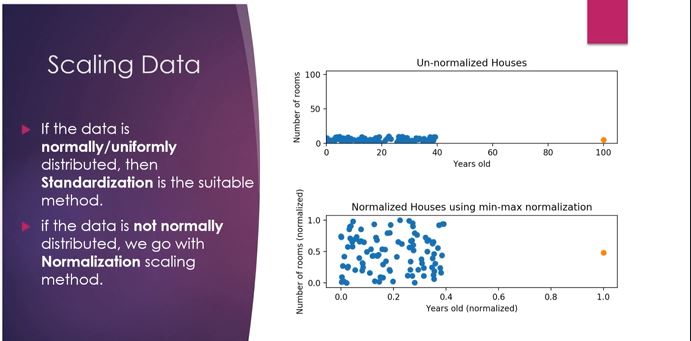 Scaling Data
If the data is
normally/uniformly
distributed, then
Standardization is the suitable
method.
if the data is not normally
distributed, we go with
Normalization scaling
method.
Un-normalized Houses
Number of rooms
100
50
0
0 20 40 60 80 100
Years old
Normalized Houses using min-max normalization
Number of rooms (normalized)
1.0
0.5
0.0
0.0 0.2 0.4 0.6 0.8 1.0
Years old (normalized)